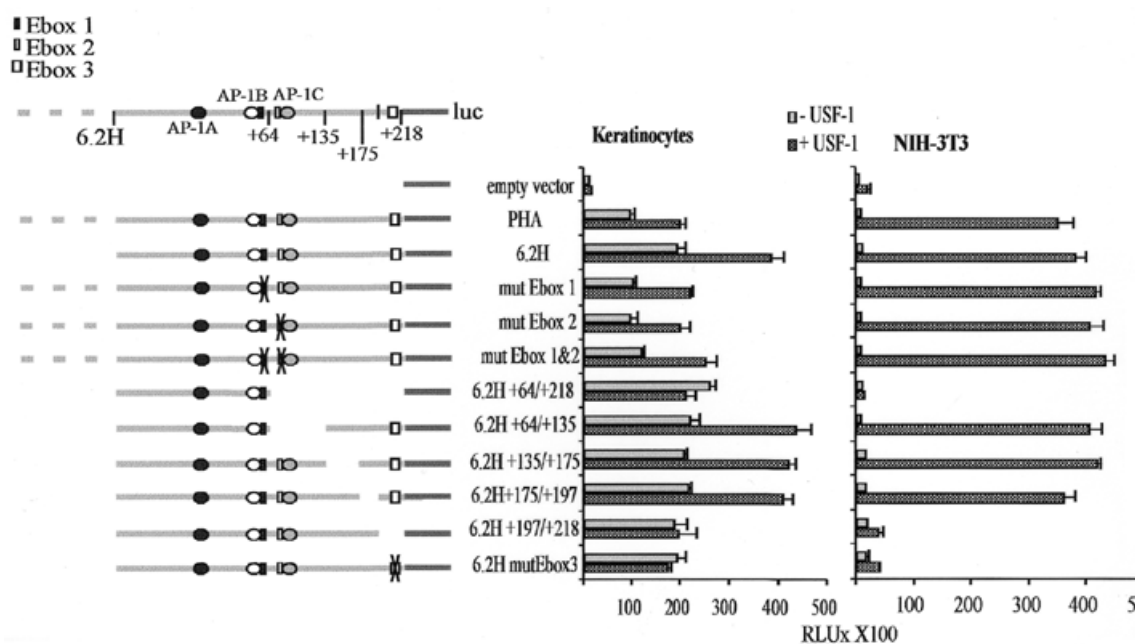 Ebox 1
Ebox 2
Ebox 3
AP-1B AP-1C
luc
6.2H AP-1A +64 +135 +218
+175
- USF-1
Keratinocytes + USF-1 NIH-3T3
empty vector
PHA
6.2H
mut Ebox 1
mut Ebox 2
mut Ebox 1&2
6.2H +64/+218
6.2H +64/+135
6.2H +135/+175
6.2H+175/+197
6.2H +197/+218
6.2H mutEbox3
100 200 300 400 500 100 200 300 400
RLUx X100